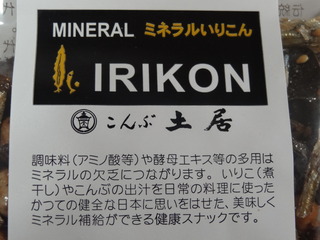 MINERAL ミネラルいりこん
IRIKON
こんぶ 土居
調味料(アミノ酸等)や酵母エキス等の多用は
ミネラルの欠乏につながります。いりこ(煮
干し)やこんぶの出汁を日常の料理に使った
かつての健全な日本に思いをはせた、美味しく
ミネラル補給ができる健康スナックです。